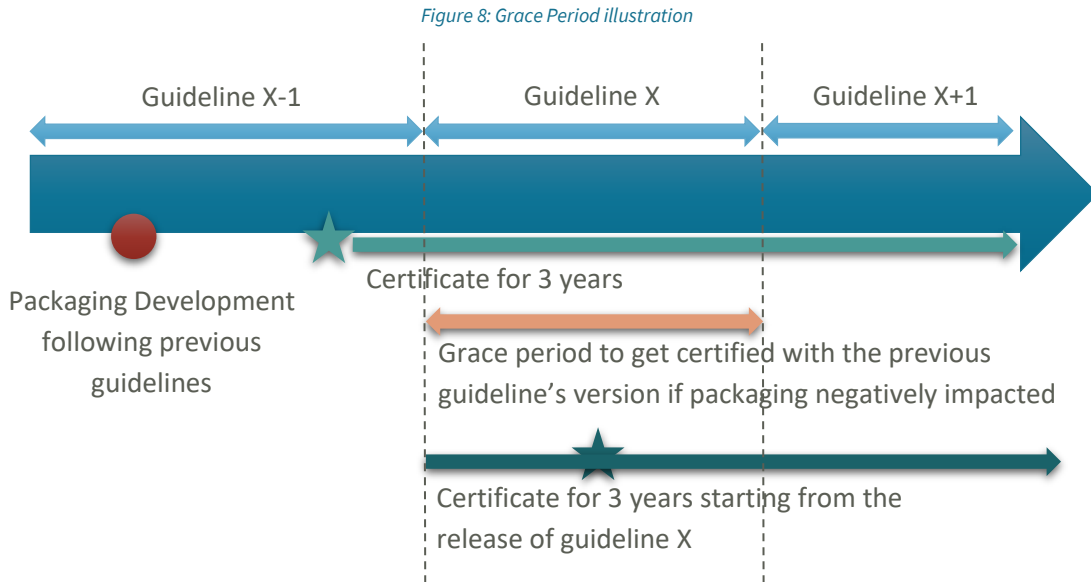 Figure 8: Grace Period illustration
Guideline X-1
Guideline X
Guideline X+1
Certificate for 3 years
Packaging Development
following previous
guidelines
Grace period to get certified with the previous
guideline’s version if packaging negatively impacted
Certificate for 3 years starting from the
release of guideline X